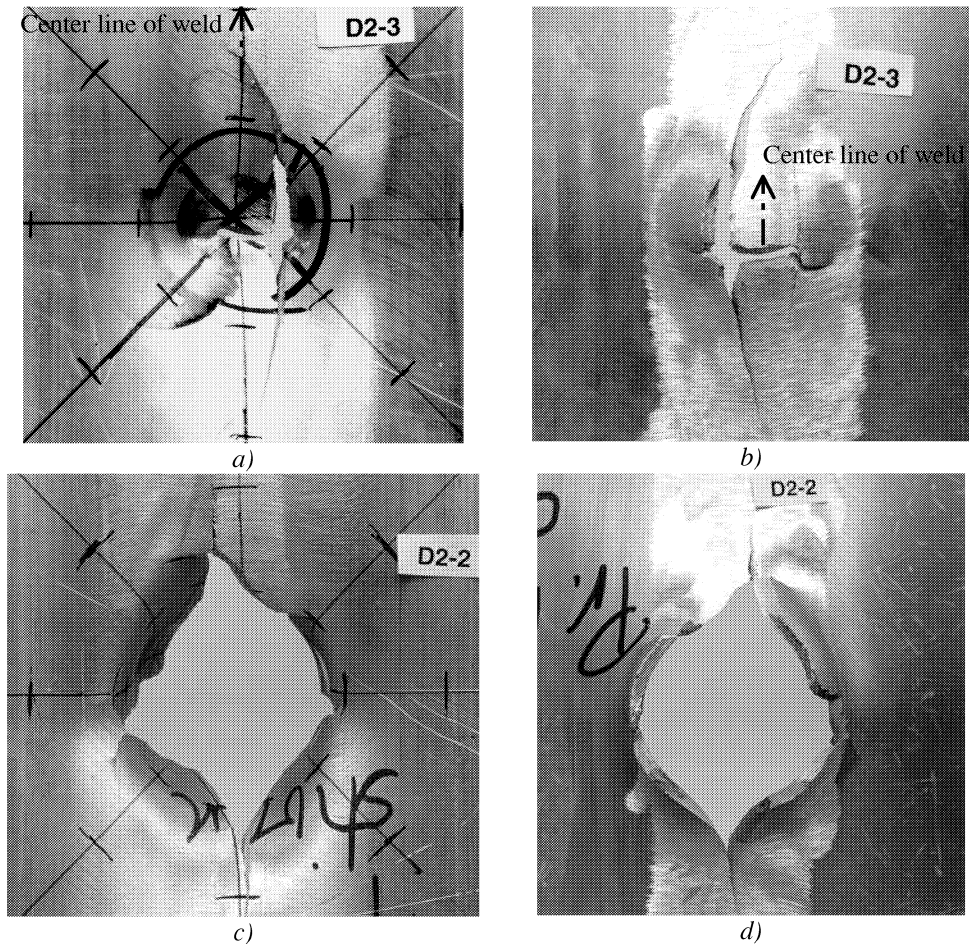 Center line of weld
D2-3
D2-3
Center line of weld
a)
b)
D2-2
D2-2
c)
d)